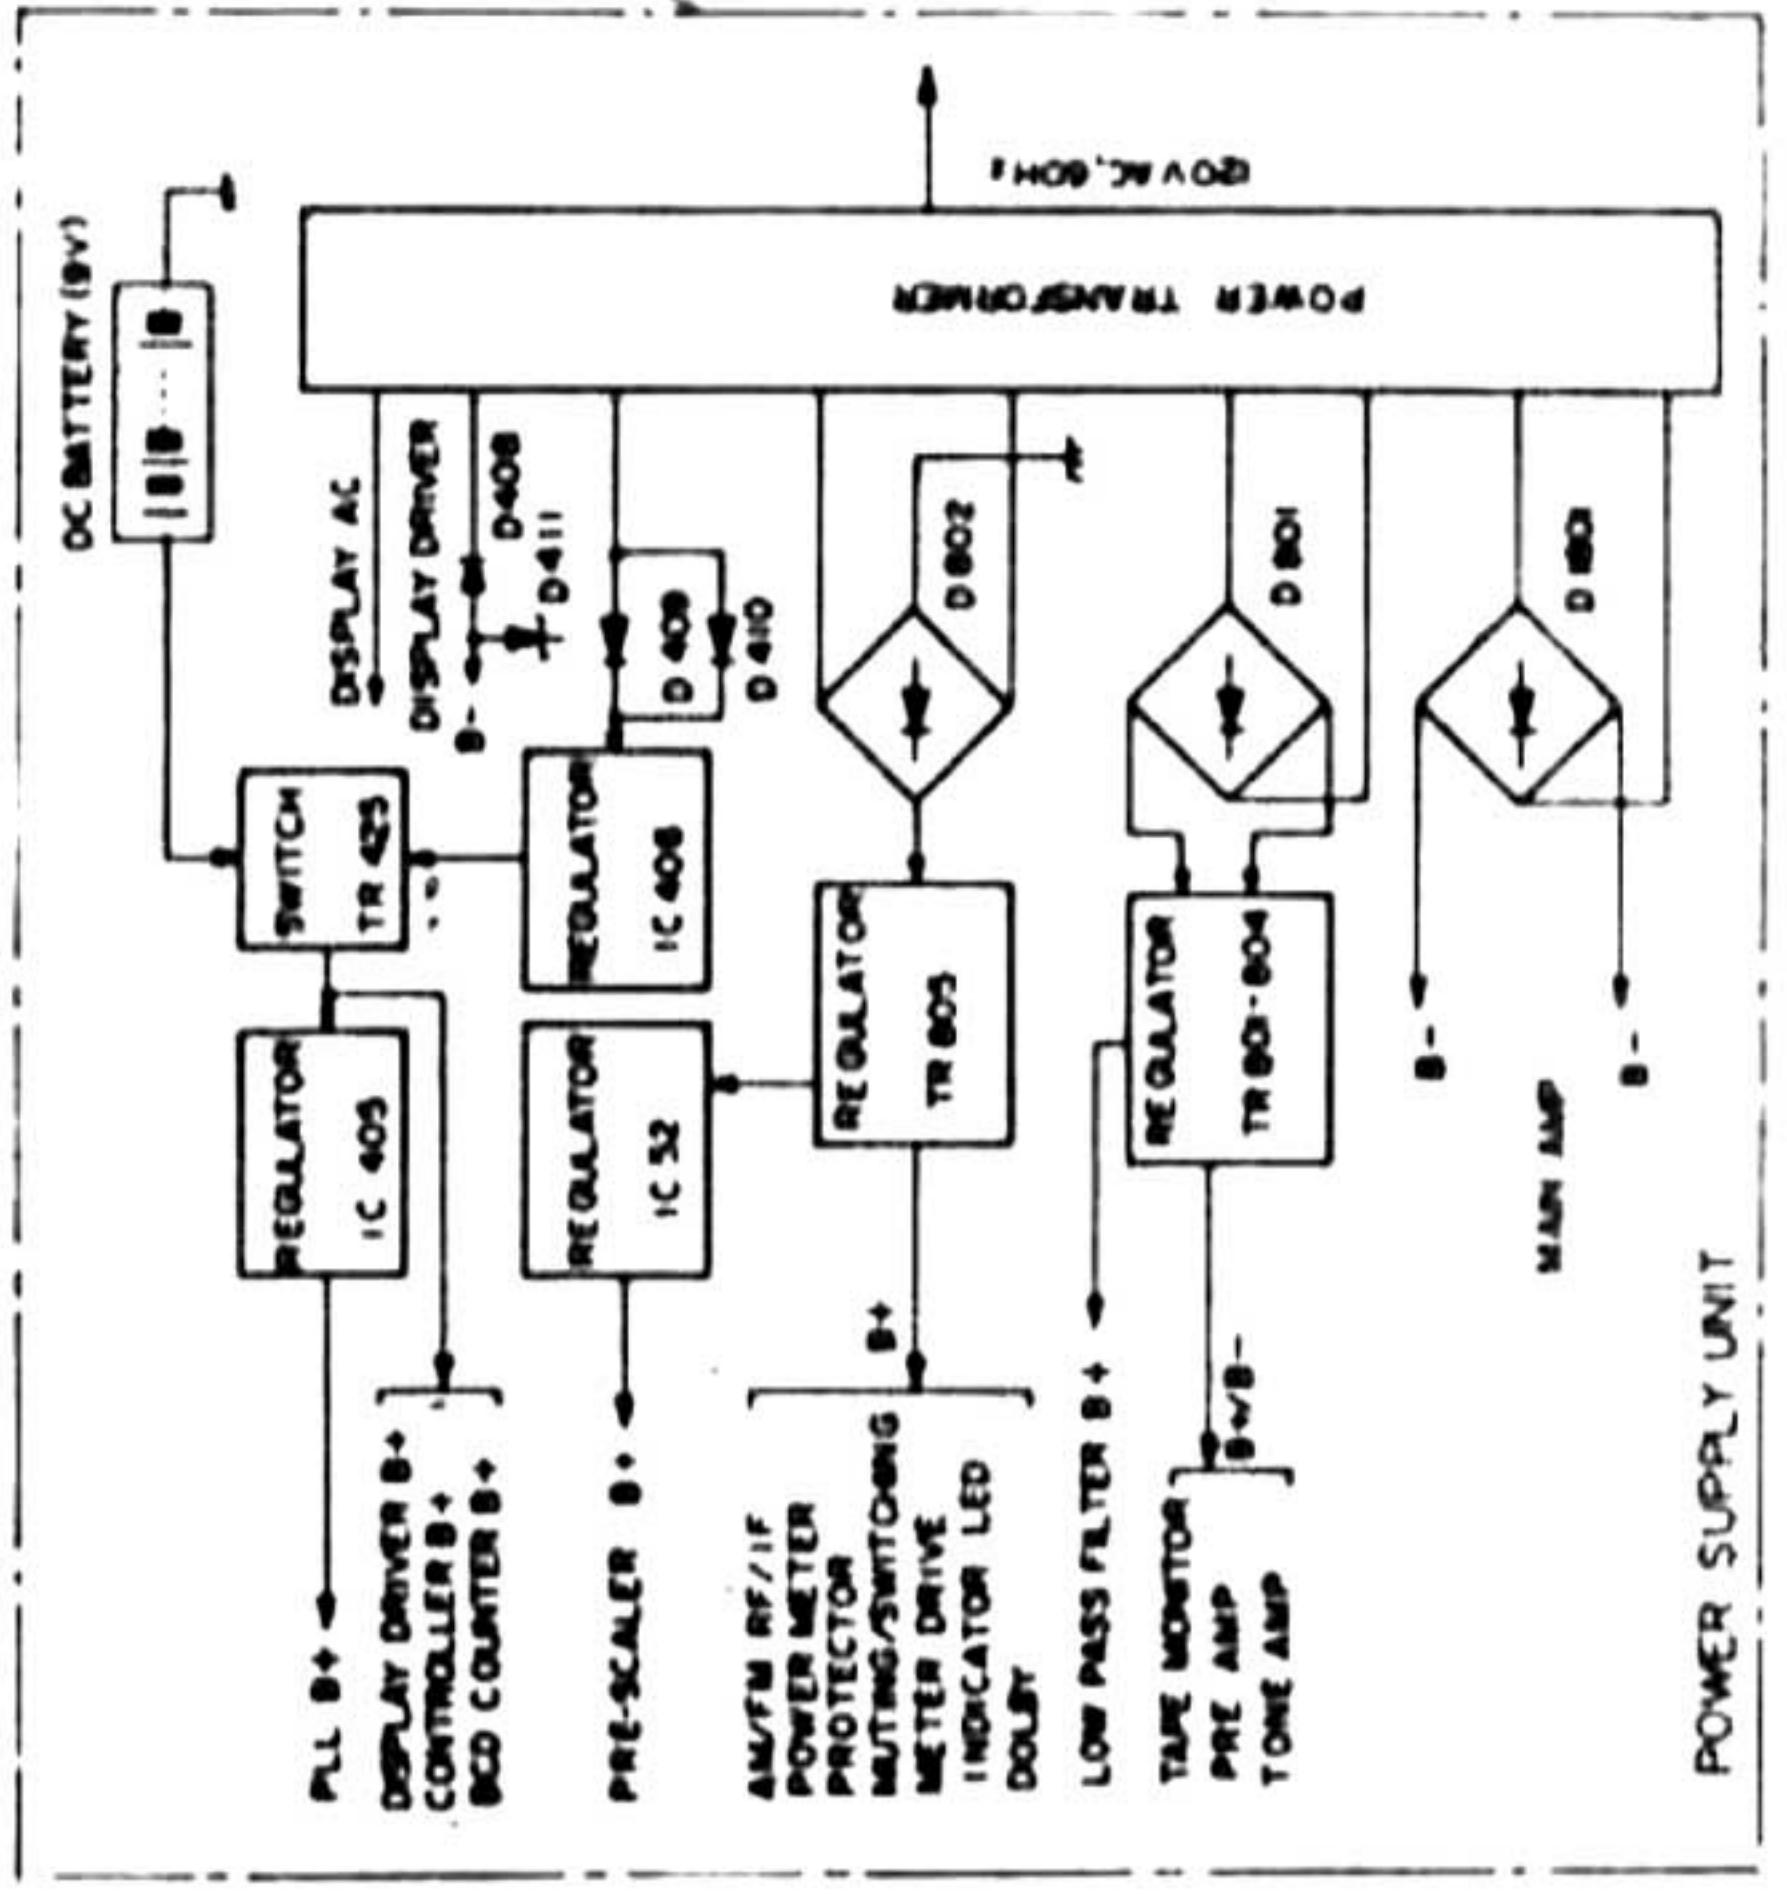 DC BATTERY (9V)
120V AC, 60Hz
POWER TRANSFORMER
DISPLAY AC
DISPLAY DRIVER
B-
D408
D411
D409
D410
D802
D801
D1801
SWITCH
TR 425
REGULATOR
IC 408
REGULATOR
IC 405
REGULATOR
IC 52
REGULATOR
TR 805
REGULATOR
TR 801-804
PLL B+
DISPLAY DRIVER B+
CONTROLLER B+
BCD COUNTER B+
PRE-SCALER B+
B+
AM/FM RF/IF
POWER METER
PROTECTOR
MUTING/SWITCHING
METER DRIVE
INDICATOR LED
DOLBY
LOW PASS FILTER B+
B+/B-
TAPE MONITOR
PRE AMP
TONE AMP
B-
MAIN AMP
B-
POWER SUPPLY UNIT